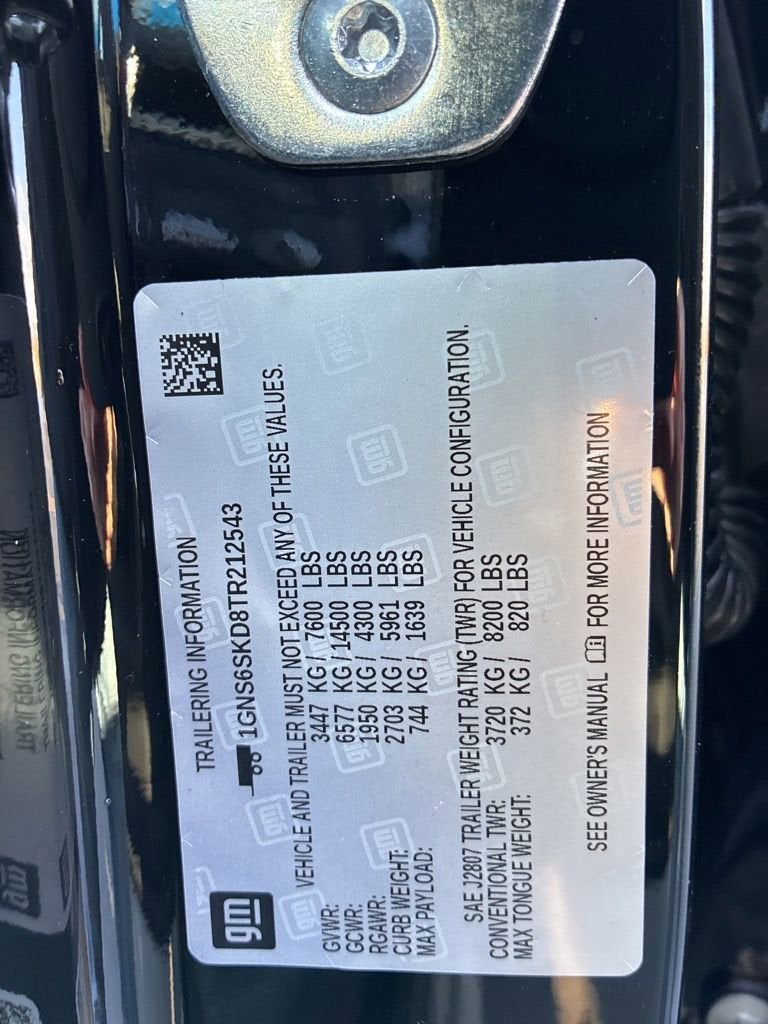 gm
TRAILERING INFORMATION
1GNS6SKD8TR212543
VEHICLE AND TRAILER MUST NOT EXCEED ANY OF THESE VALUES.
GVWR: 3447 KG / 7600 LBS
GCWR: 6577 KG / 14500 LBS
RGAWR: 1950 KG / 4300 LBS
CURB WEIGHT: 2703 KG / 5961 LBS
MAX PAYLOAD: 744 KG / 1639 LBS
SAE J2807 TRAILER WEIGHT RATING (TWR) FOR VEHICLE CONFIGURATION.
CONVENTIONAL TWR: 3720 KG / 8200 LBS
MAX TONGUE WEIGHT: 372 KG / 820 LBS
SEE OWNER'S MANUAL FOR MORE INFORMATION